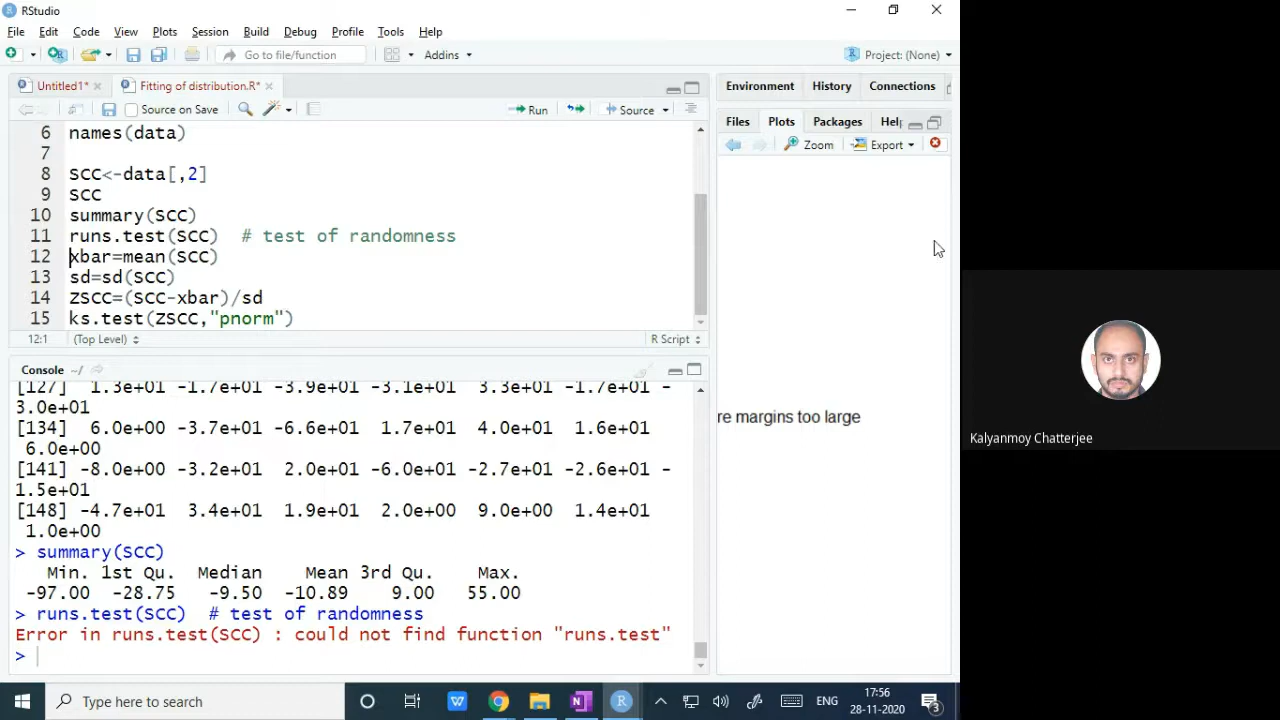 RStudio
File Edit Code View Plots Session Build Debug Profile Tools Help
Go to file/function Addins Project: (None)
Untitled1* Fitting of distribution.R*
Source on Save Run Source
6 names(data)
7
8 SCC<-data[,2]
9 SCC
10 summary(SCC)
11 runs.test(SCC) # test of randomness
12 xbar=mean(SCC)
13 sd=sd(SCC)
14 ZSCC=(SCC-xbar)/sd
15 ks.test(ZSCC,"pnorm")
12:1 (Top Level) R Script
Console ~/
[127] 1.3e+01 -1.7e+01 -3.9e+01 -3.1e+01 3.3e+01 -1.7e+01 -
3.0e+01
[134] 6.0e+00 -3.7e+01 -6.6e+01 1.7e+01 4.0e+01 1.6e+01
6.0e+00
[141] -8.0e+00 -3.2e+01 2.0e+01 -6.0e+01 -2.7e+01 -2.6e+01 -
1.5e+01
[148] -4.7e+01 3.4e+01 1.9e+01 2.0e+00 9.0e+00 1.4e+01
1.0e+00
> summary(SCC)
Min. 1st Qu. Median Mean 3rd Qu. Max.
-97.00 -28.75 -9.50 -10.89 9.00 55.00
> runs.test(SCC) # test of randomness
Error in runs.test(SCC) : could not find function "runs.test"
>
Environment History Connections
Files Plots Packages Help
Zoom Export
re margins too large
Kalyanmoy Chatterjee
Type here to search
ENG
17:56
28-11-2020
3